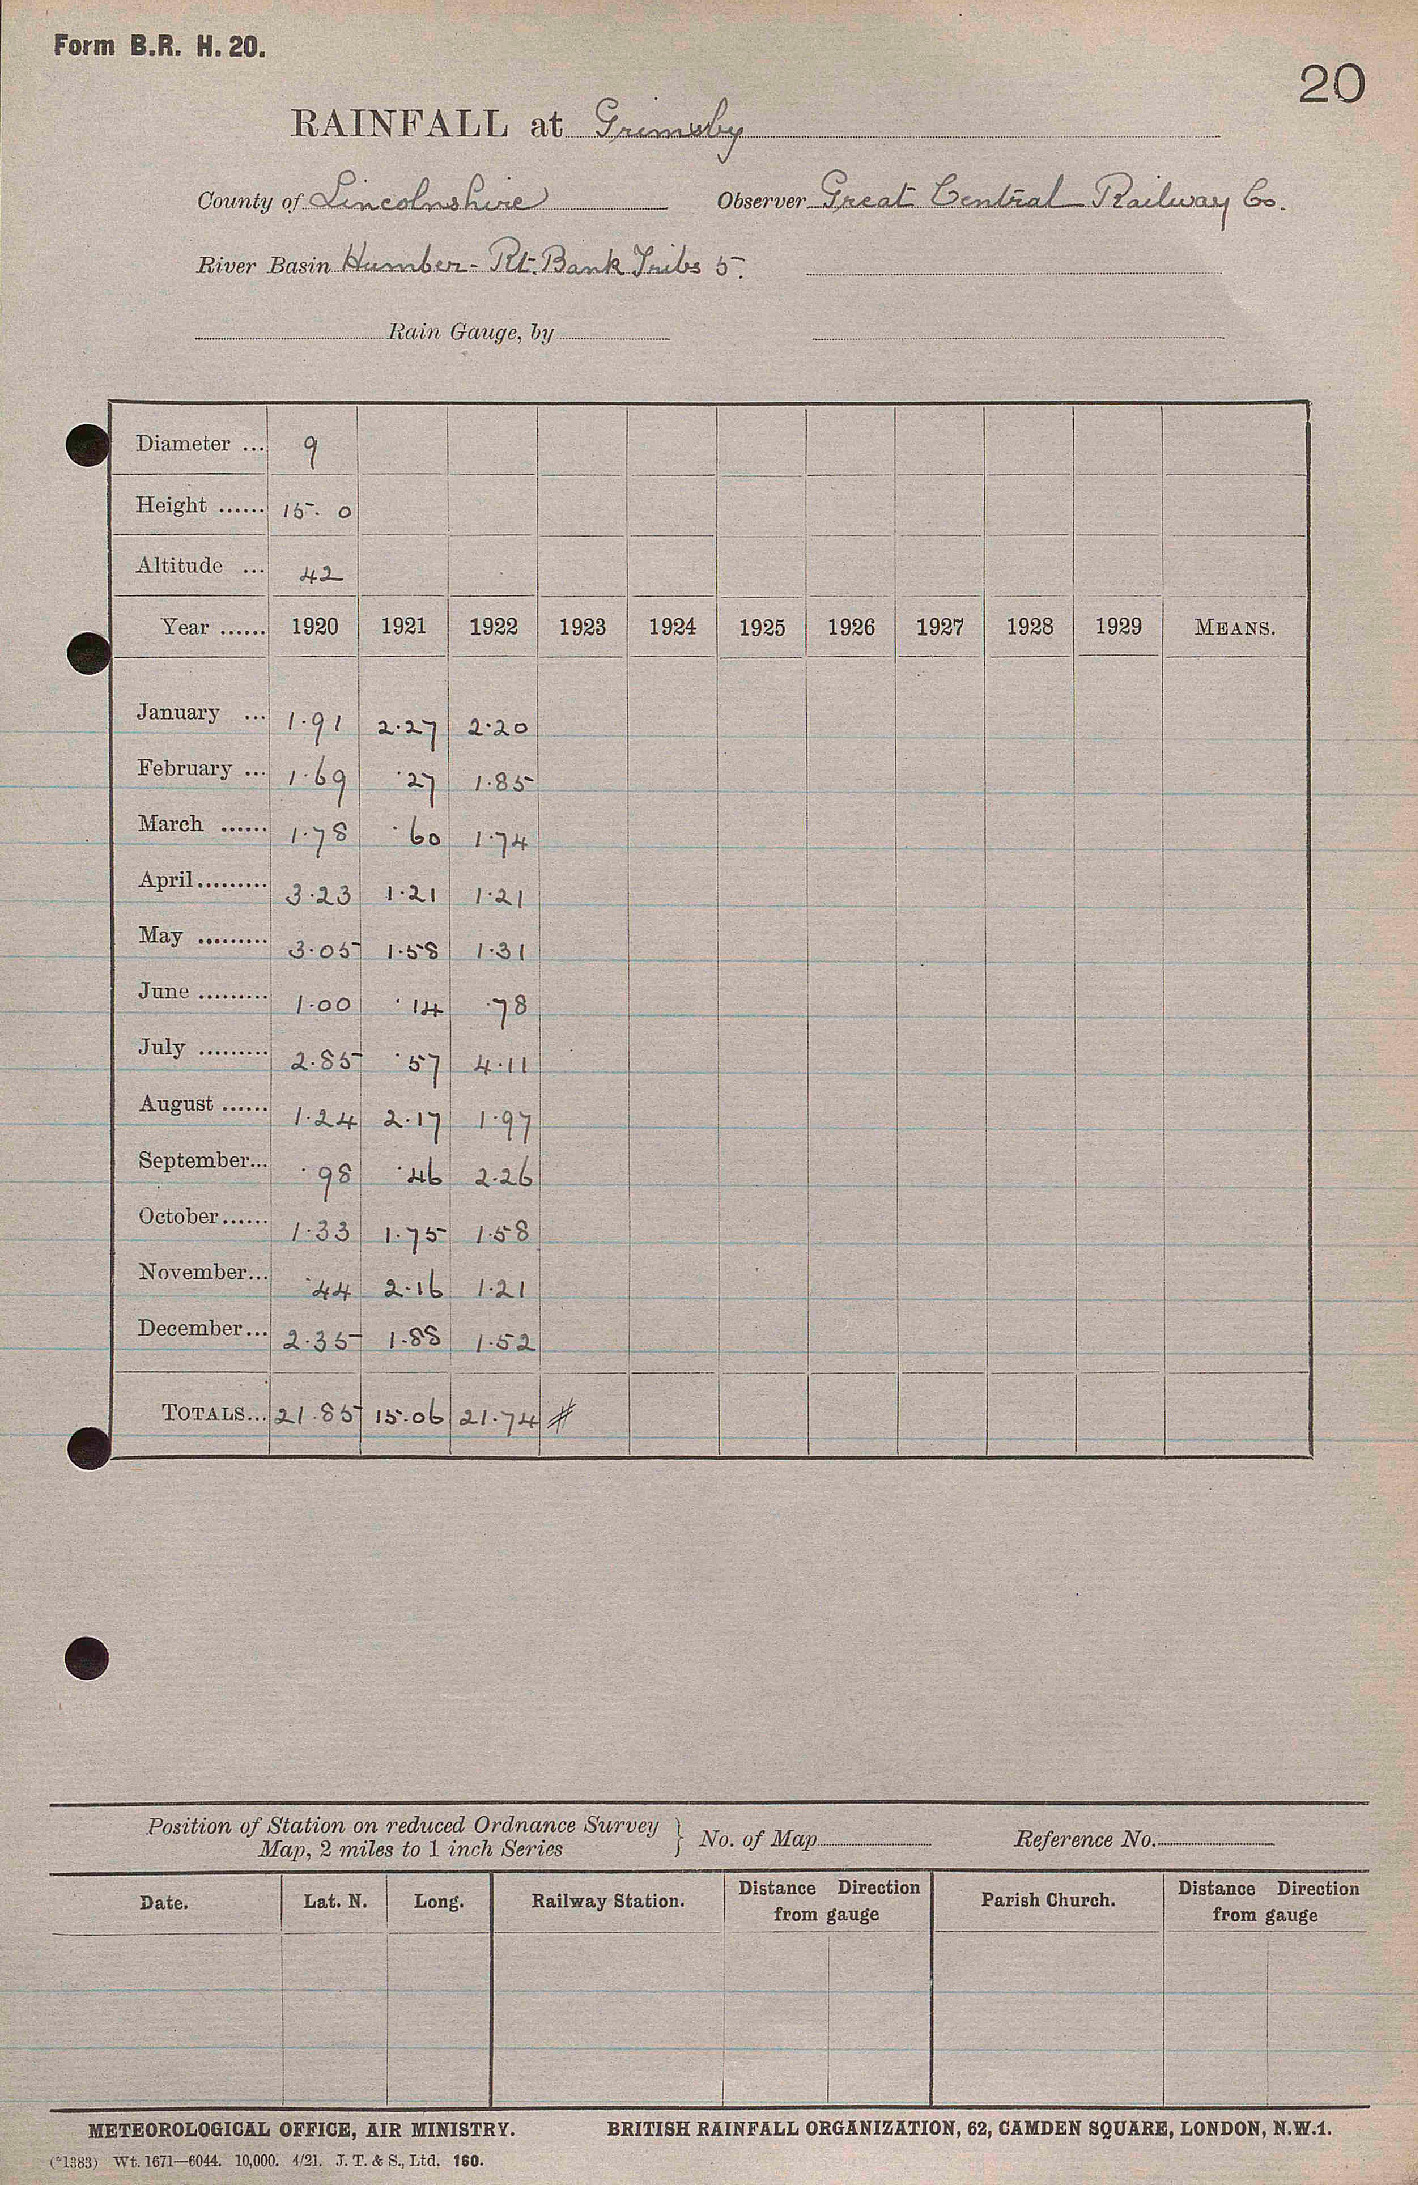 Form B.R. H. 20.
20
RAINFALL at Grimsby
County of Lincolnshire Observer Great Central Railway Co.
River Basin Humber - Rt. Bank Tribs 5.
Rain Gauge, by
Diameter ... 9
Height ...... 15. 0
Altitude ... 42
Year ...... 1920 1921 1922 1923 1924 1925 1926 1927 1928 1929 MEANS.
January ... 1.91 2.27 2.20
February ... 1.69 .27 1.85
March ...... 1.78 .60 1.74
April......... 3.23 1.21 1.21
May ......... 3.05 1.58 1.31
June ......... 1.00 .14 .78
July ......... 2.85 .57 4.11
August ...... 1.24 2.17 1.97
September... .98 .46 2.26
October...... 1.33 1.75 1.58
November... .44 2.16 1.21
December... 2.35 1.88 1.52
TOTALS... 21.85 15.06 21.74 #
Position of Station on reduced Ordnance Survey
Map, 2 miles to 1 inch Series } No. of Map Reference No.
Date. Lat. N. Long. Railway Station. Distance Direction from gauge Parish Church. Distance Direction from gauge
METEOROLOGICAL OFFICE, AIR MINISTRY. BRITISH RAINFALL ORGANIZATION, 62, CAMDEN SQUARE, LONDON, N.W.1.
(*1383) Wt. 1671—6044. 10,000. 4/21. J. T. & S., Ltd. 160.